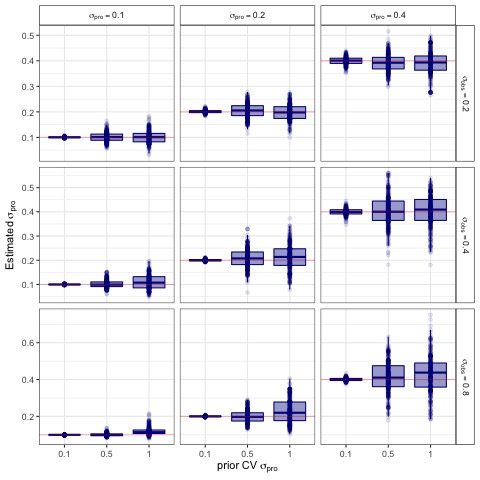 σpro = 0.1
σpro = 0.2
σpro = 0.4
0.5
0.4
0.3
0.2
0.1
σobs = 0.2
0.5
0.4
0.3
0.2
0.1
σobs = 0.4
0.6
0.4
0.2
σobs = 0.8
Estimated σpro
0.1 0.5 1
0.1 0.5 1
0.1 0.5 1
prior CV σpro